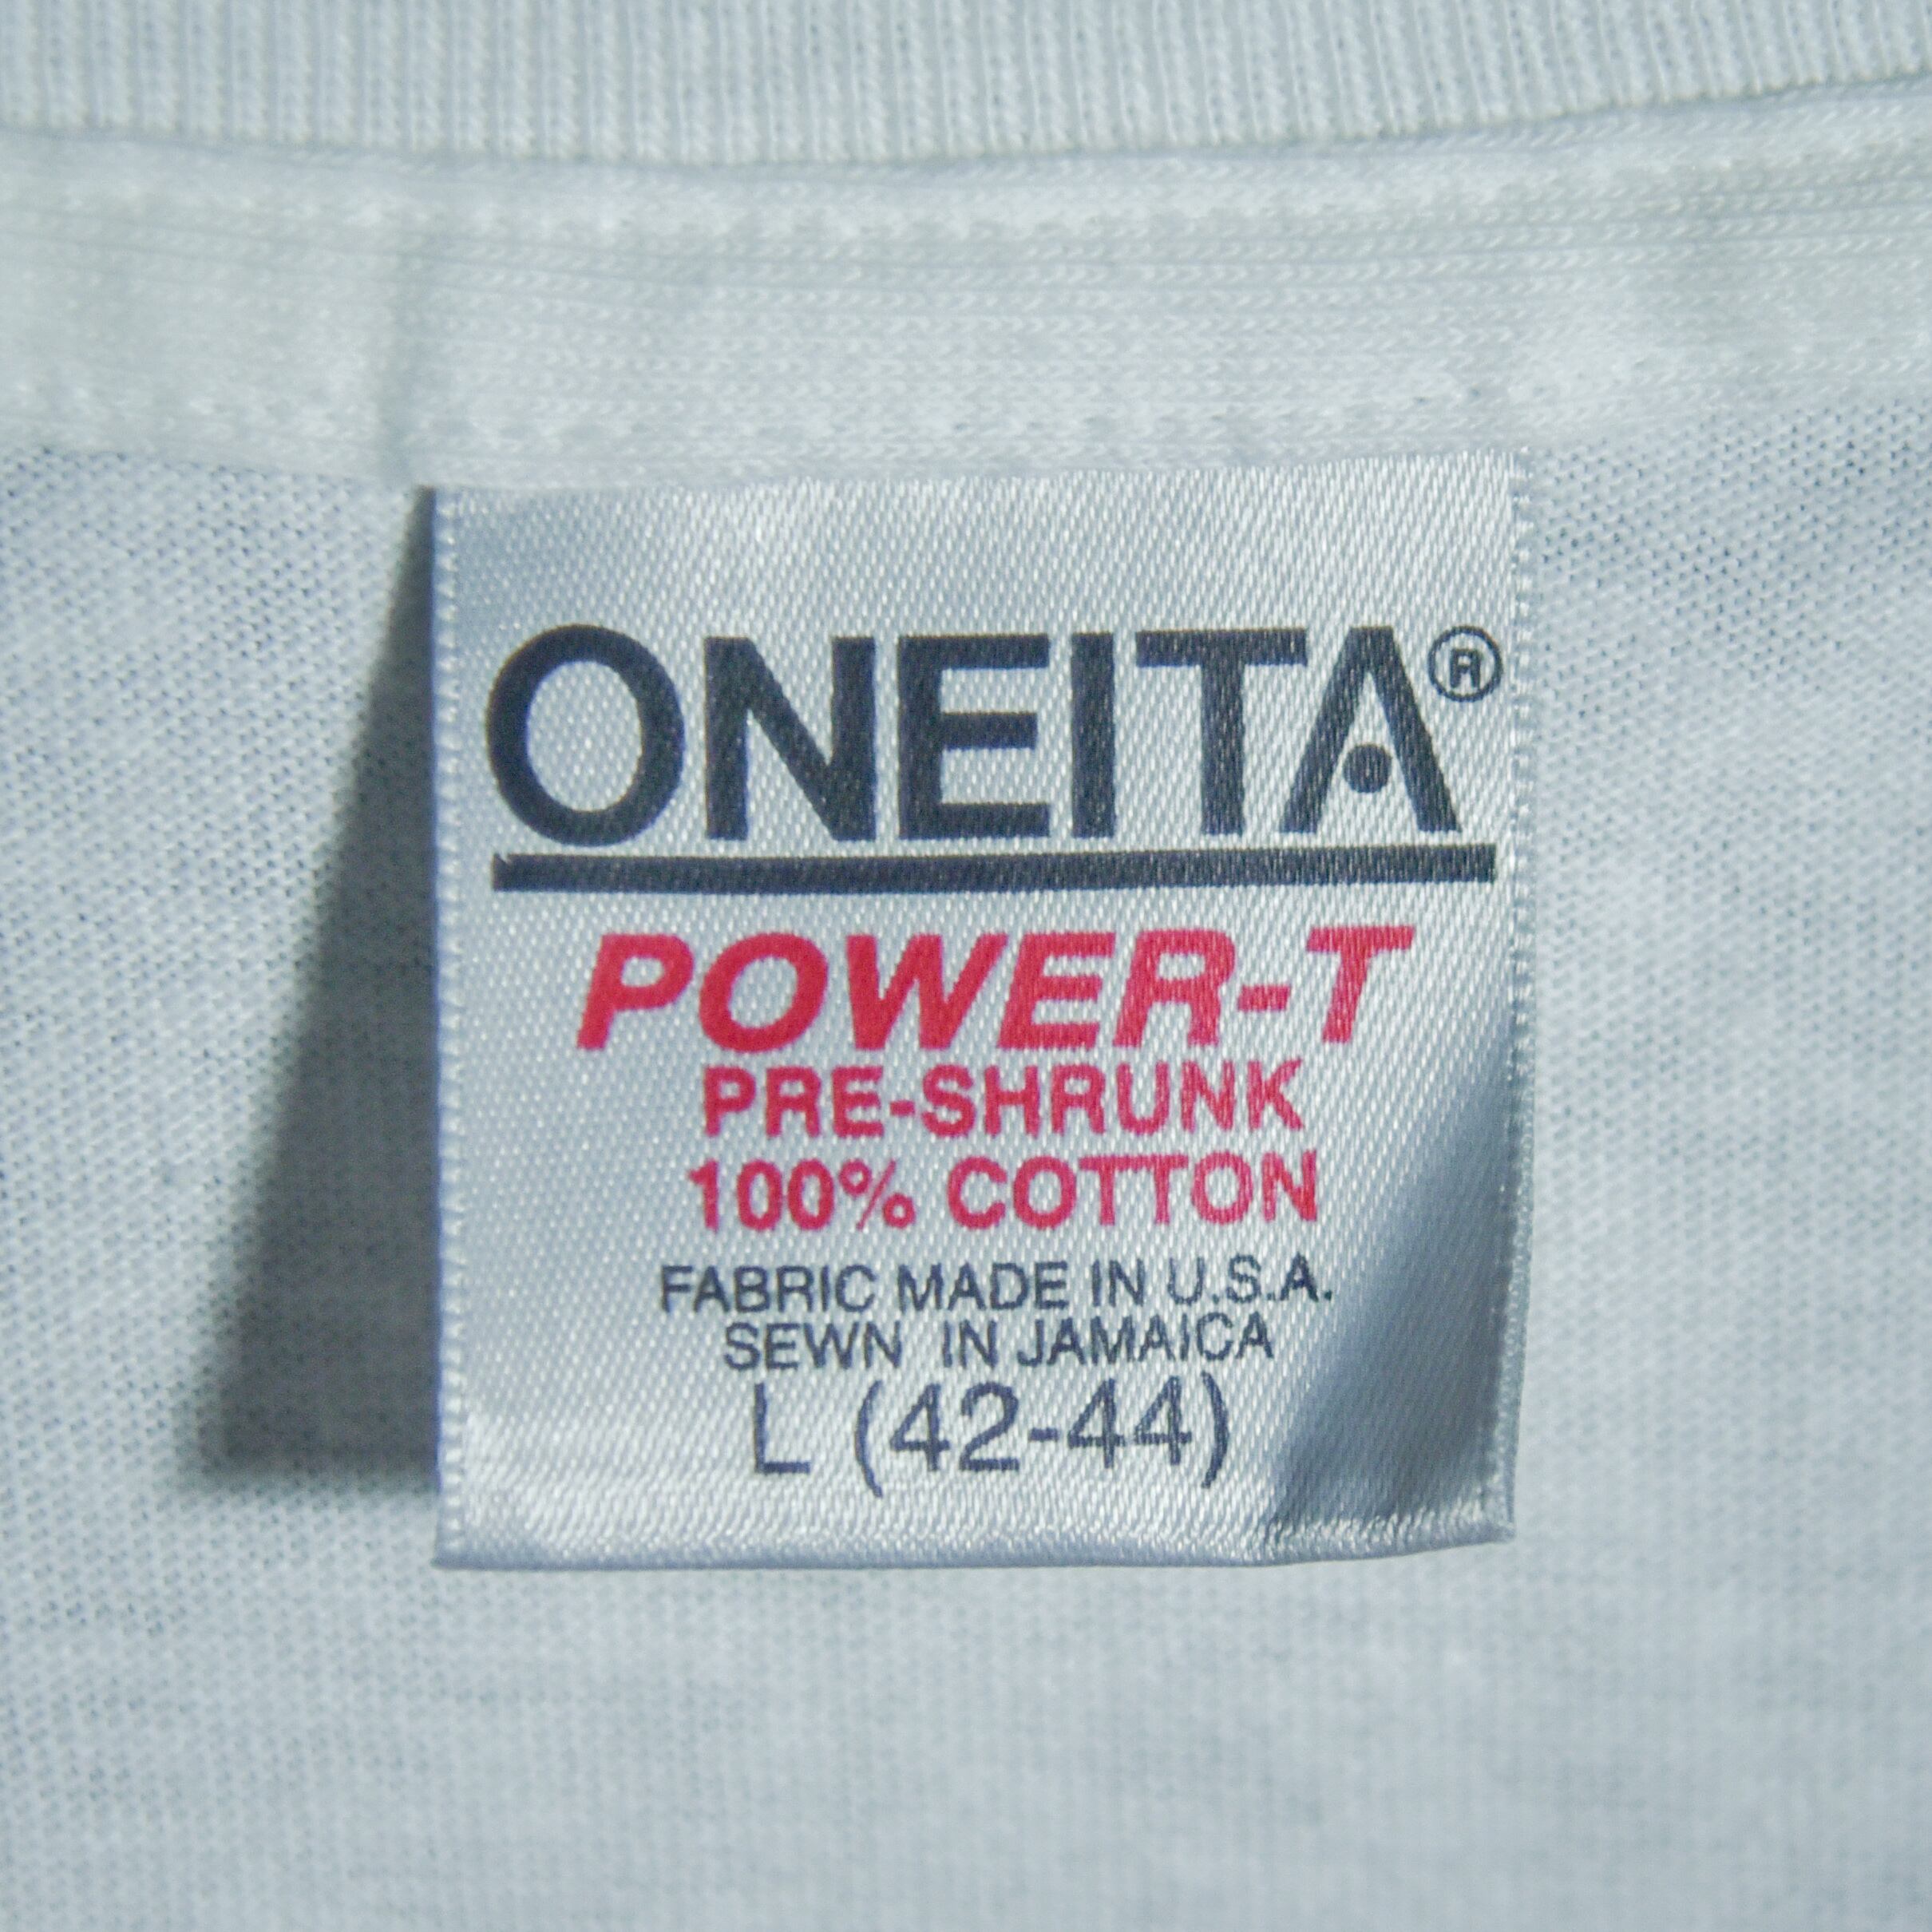 ONEITA®
POWER-T
PRE-SHRUNK
100% COTTON
FABRIC MADE IN U.S.A.
SEWN IN JAMAICA
L (42-44)